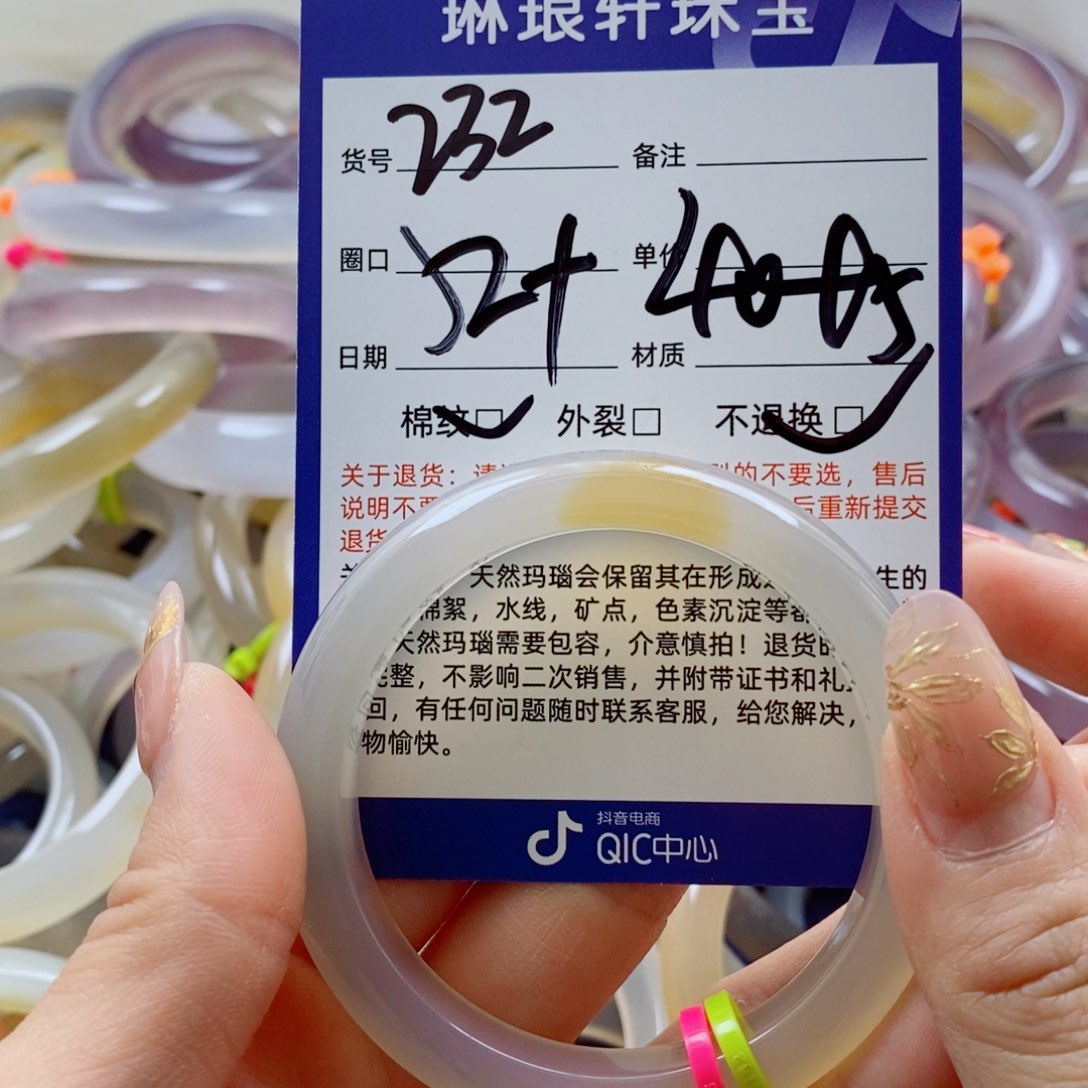 琳琅轩珠宝
货号 232 备注
圈口 52+ 单价
日期 材质
棉纹□ 外裂□ 不退换□
关于退货：请 的不要选，售后
说明不 后重新提交
退货
天然玛瑙会保留其在形成 生的
棉絮，水线，矿点，色素沉淀等
天然玛瑙需要包容，介意慎拍！退货
完整，不影响二次销售，并附带证书和礼
回，有任何问题随时联系客服，给您解决，
物愉快。
抖音电商
QIC中心